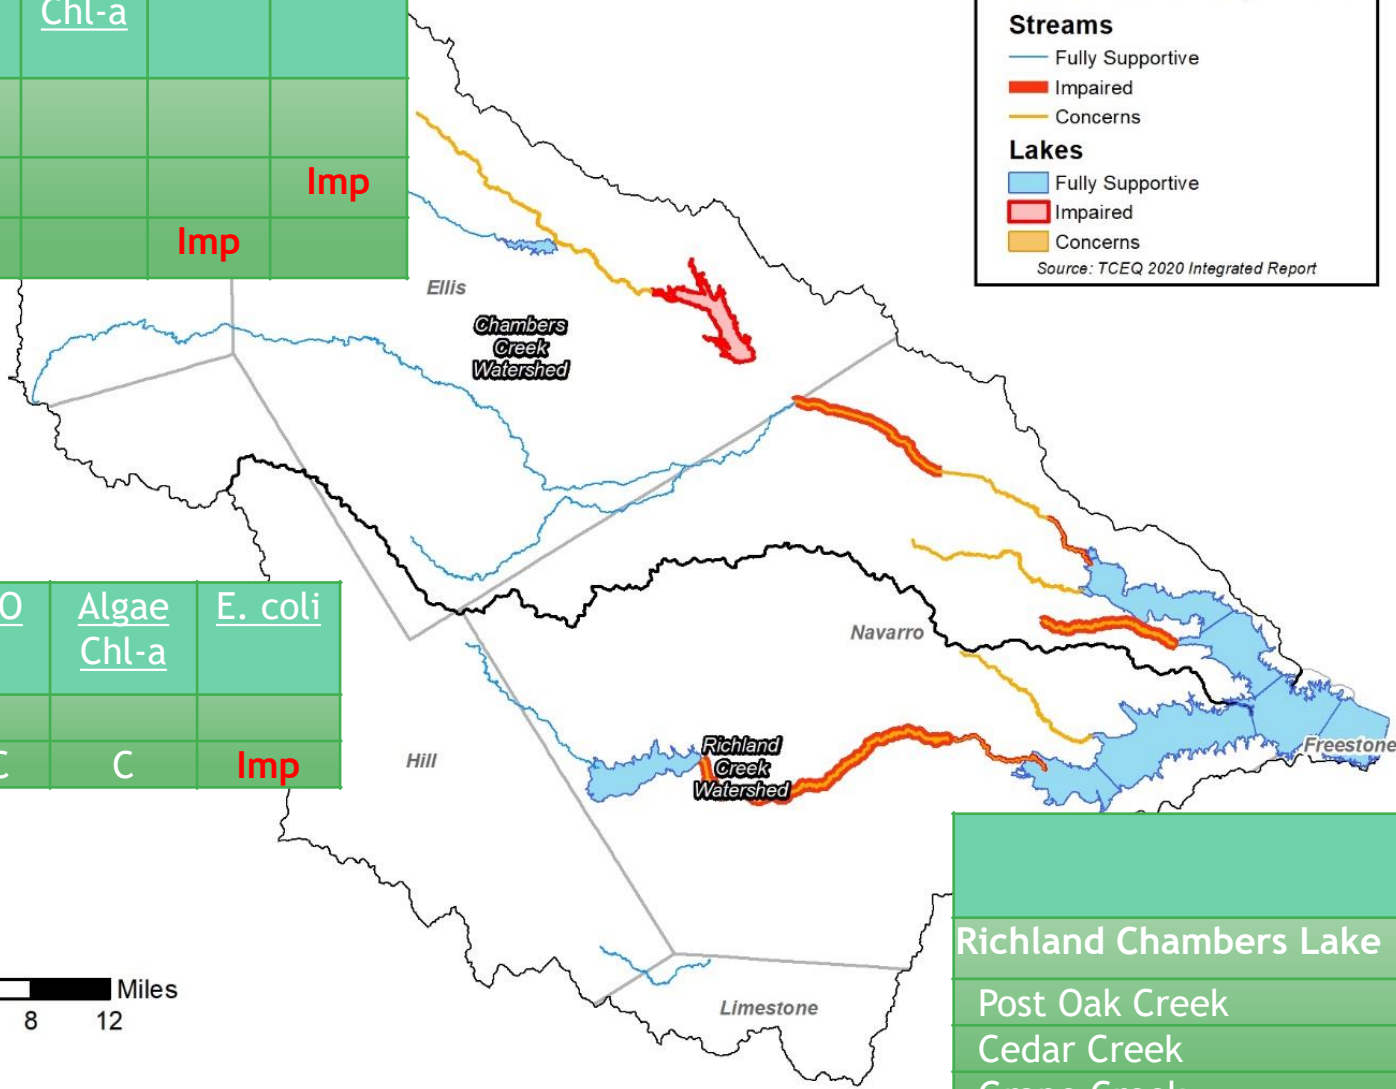 Chl-a
Imp
Imp
Streams
Fully Supportive
Impaired
Concerns
Lakes
Fully Supportive
Impaired
Concerns
Source: TCEQ 2020 Integrated Report
Ellis
Chambers
Creek
Watershed
O
Algae
Chl-a
E. coli
C
C
Imp
Navarro
Hill
Richland
Creek
Watershed
Freestone
Limestone
Miles
8
12
Richland Chambers Lake
Post Oak Creek
Cedar Creek